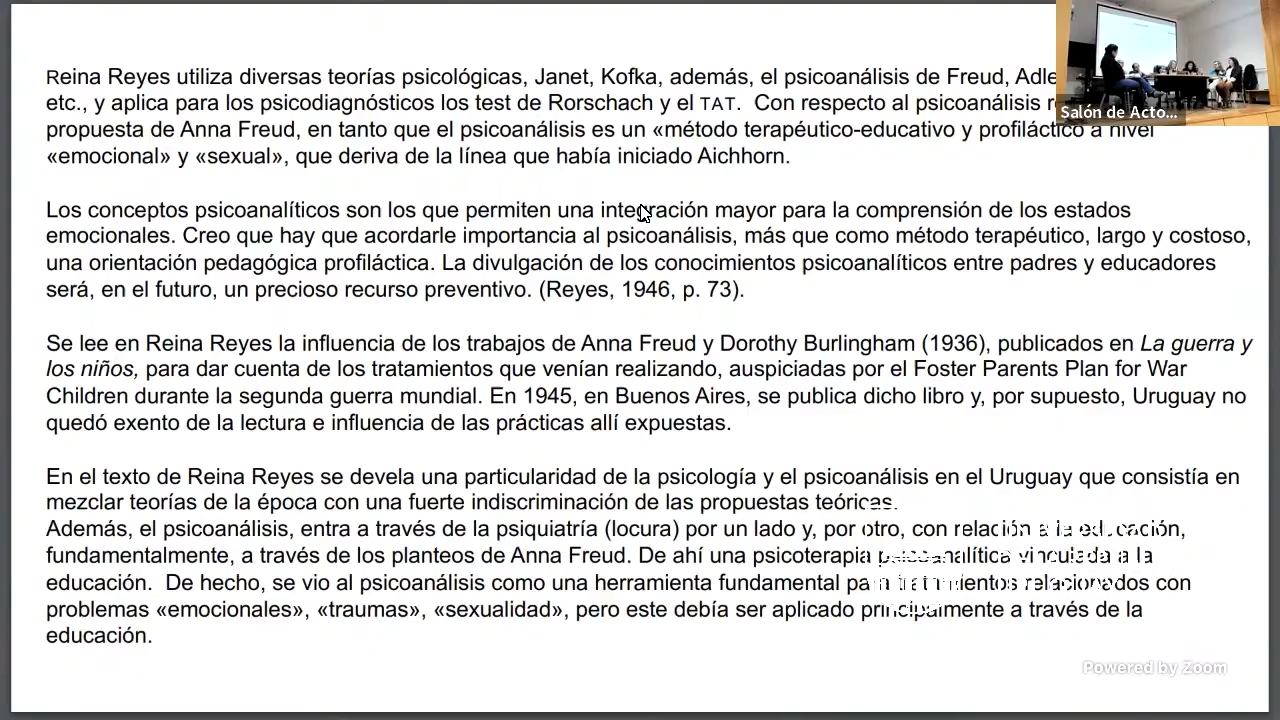 Reina Reyes utiliza diversas teorías psicológicas, Janet, Kofka, además, el psicoanálisis de Freud,
etc., y aplica para los psicodiagnósticos los test de Rorschach y el TAT. Con respecto al psicoanálisis
propuesta de Anna Freud, en tanto que el psicoanálisis es un «método terapéutico-educativo y profiláctico a nivel
«emocional» y «sexual», que deriva de la línea que había iniciado Aichhorn.
Los conceptos psicoanalíticos son los que permiten una integración mayor para la comprensión de los estados
emocionales. Creo que hay que acordarle importancia al psicoanálisis, más que como método terapéutico, largo y costoso,
una orientación pedagógica profiláctica. La divulgación de los conocimientos psicoanalíticos entre padres y educadores
será, en el futuro, un precioso recurso preventivo. (Reyes, 1946, p. 73).
Se lee en Reina Reyes la influencia de los trabajos de Anna Freud y Dorothy Burlingham (1936), publicados en La guerra y
los niños, para dar cuenta de los tratamientos que venían realizando, auspiciadas por el Foster Parents Plan for War
Children durante la segunda guerra mundial. En 1945, en Buenos Aires, se publica dicho libro y, por supuesto, Uruguay no
quedó exento de la lectura e influencia de las prácticas allí expuestas.
En el texto de Reina Reyes se devela una particularidad de la psicología y el psicoanálisis en el Uruguay que consistía en
mezclar teorías de la época con una fuerte indiscriminación de las propuestas teóricas.
Además, el psicoanálisis, entra a través de la psiquiatría (locura) por un lado y, por otro, con relación
fundamentalmente, a través de los planteos de Anna Freud. De ahí una psicoterapia psicoanalítica vinculada a la
educación. De hecho, se vio al psicoanálisis como una herramienta fundamental para tratamientos relacionados con
problemas «emocionales», «traumas», «sexualidad», pero este debía ser aplicado principalmente a través de la
educación.
Salón de Acto...
Powered by Zoom